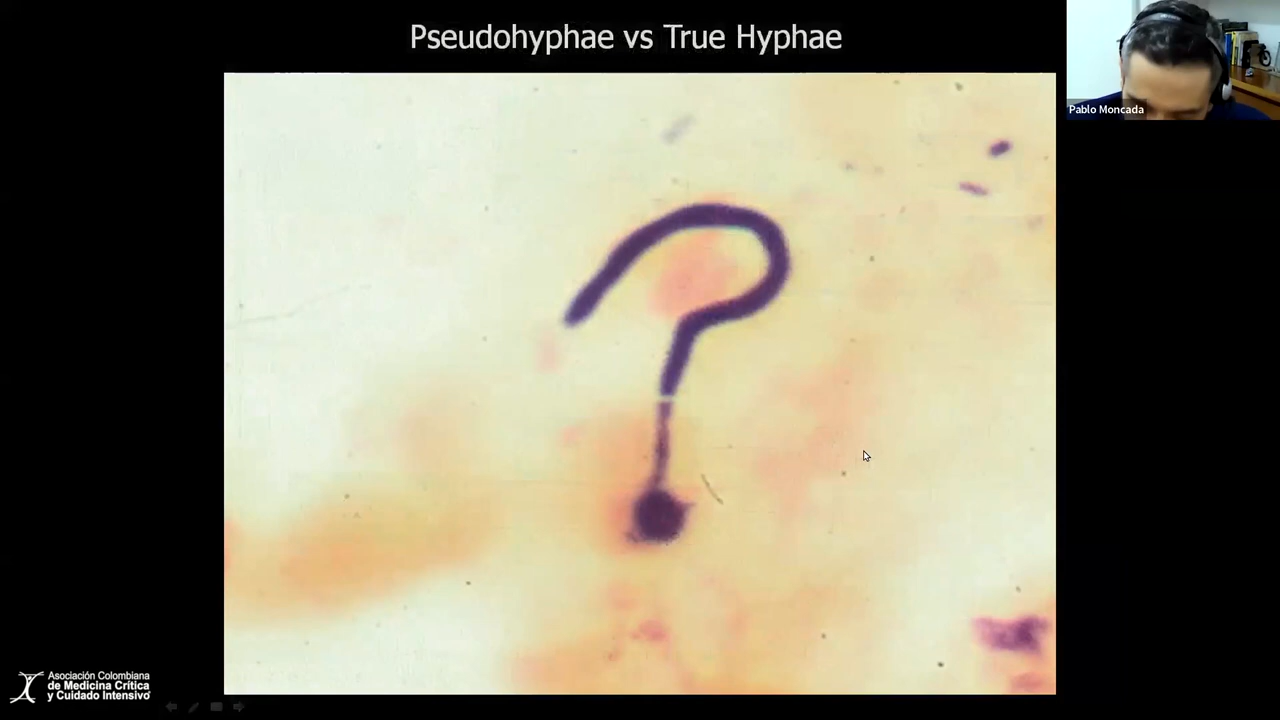 Pseudohyphae vs True Hyphae
Pablo Moncada
Asociación Colombiana
de Medicina Crítica
y Cuidado Intensivo